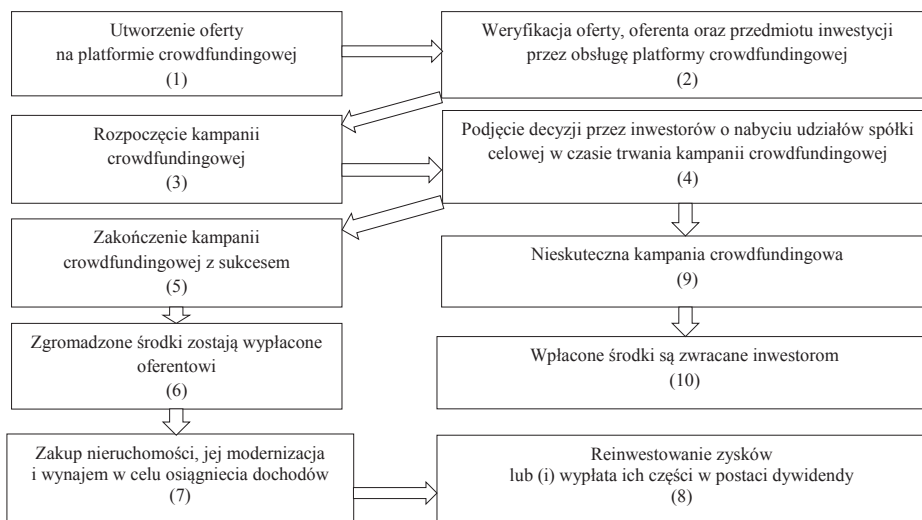 Utworzenie oferty
na platformie crowdfundingowej
(1)
Weryfikacja oferty, oferenta oraz przedmiotu inwestycji
przez obsługę platformy crowdfundingowej
(2)
Rozpoczęcie kampanii
crowdfundingowej
(3)
Podjęcie decyzji przez inwestorów o nabyciu udziałów spółki
celowej w czasie trwania kampanii crowdfundingowej
(4)
Zakończenie kampanii
crowdfundingowej z sukcesem
(5)
Nieskuteczna kampania crowdfundingowa
(9)
Zgromadzone środki zostają wypłacone
oferentowi
(6)
Wpłacone środki są zwracane inwestorom
(10)
Zakup nieruchomości, jej modernizacja
i wynajem w celu osiągniecia dochodów
(7)
Reinwestowanie zysków
lub (i) wypłata ich części w postaci dywidendy
(8)